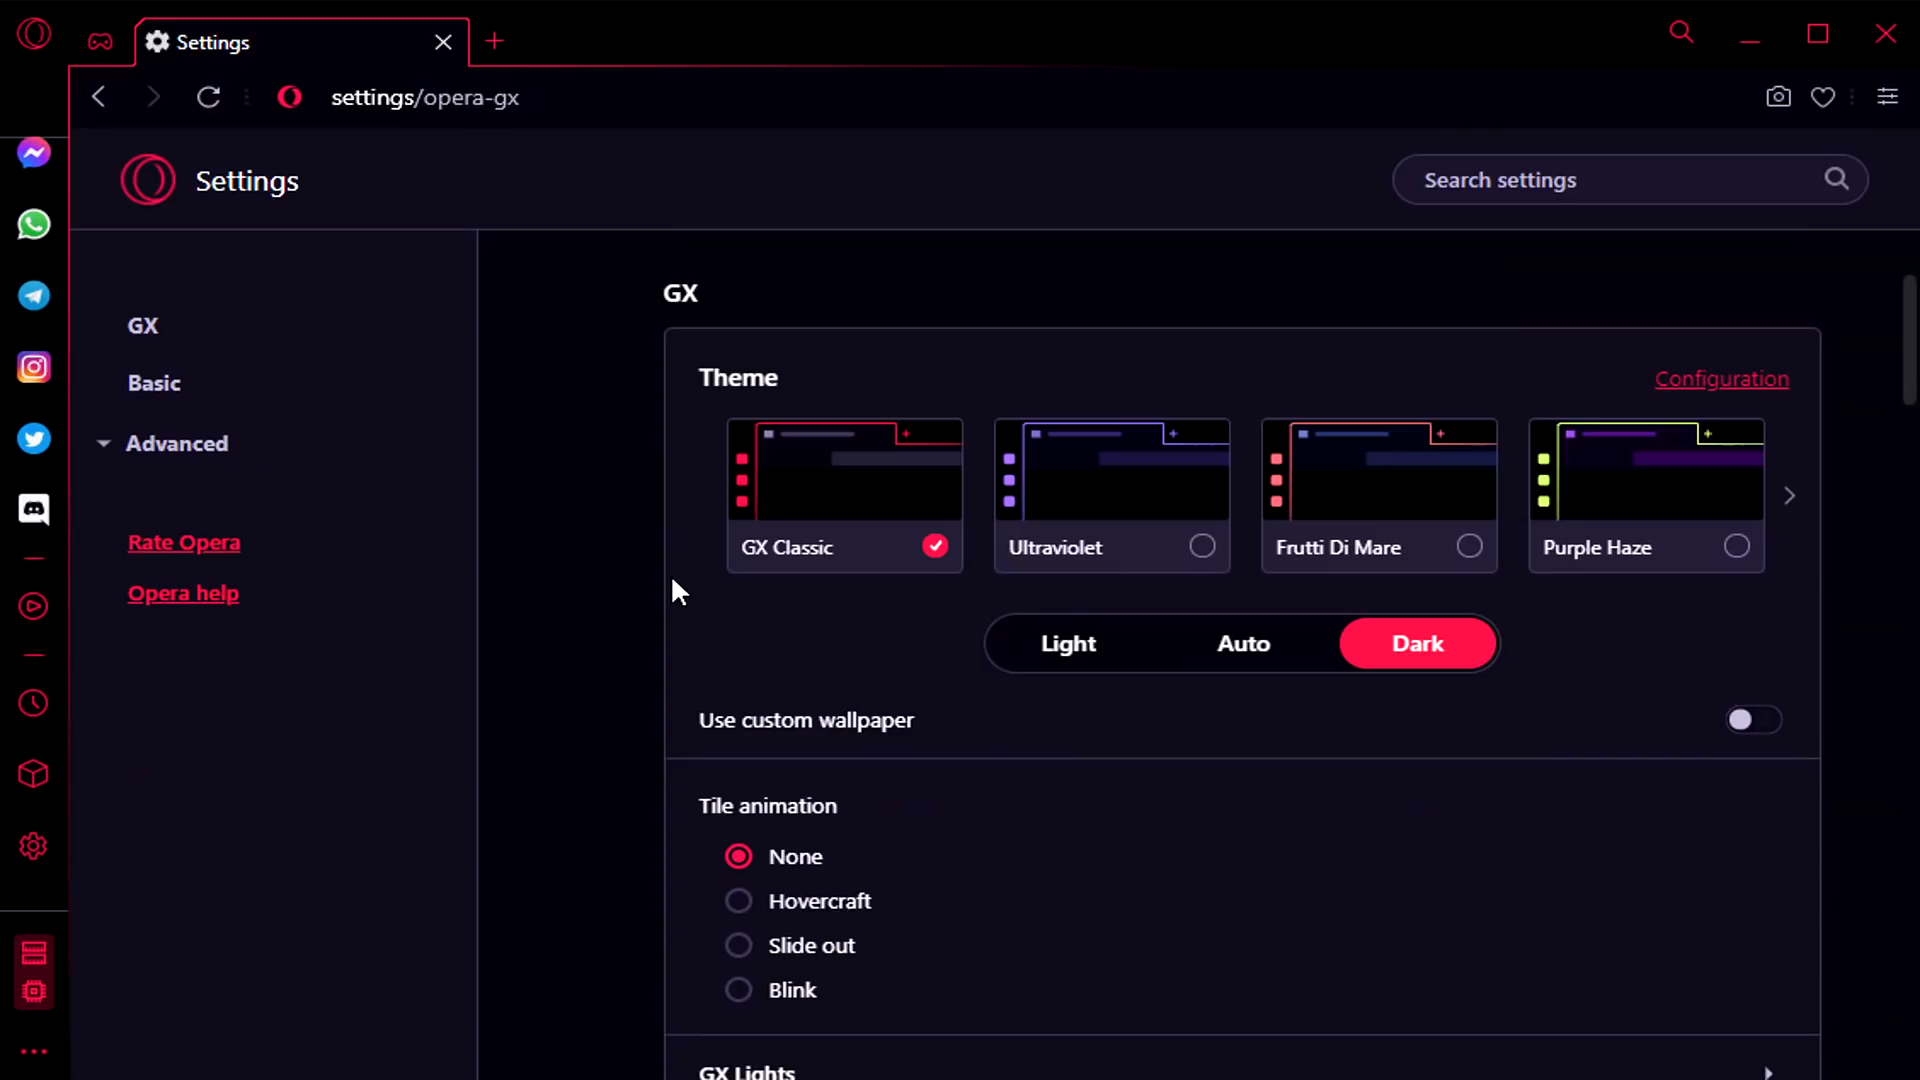 Settings
settings/opera-gx
Settings
Search settings
GX
Basic
Advanced
Rate Opera
Opera help
GX
Theme
Configuration
GX Classic
Ultraviolet
Frutti Di Mare
Purple Haze
Light
Auto
Dark
Use custom wallpaper
Tile animation
None
Hovercraft
Slide out
Blink
GX Lights